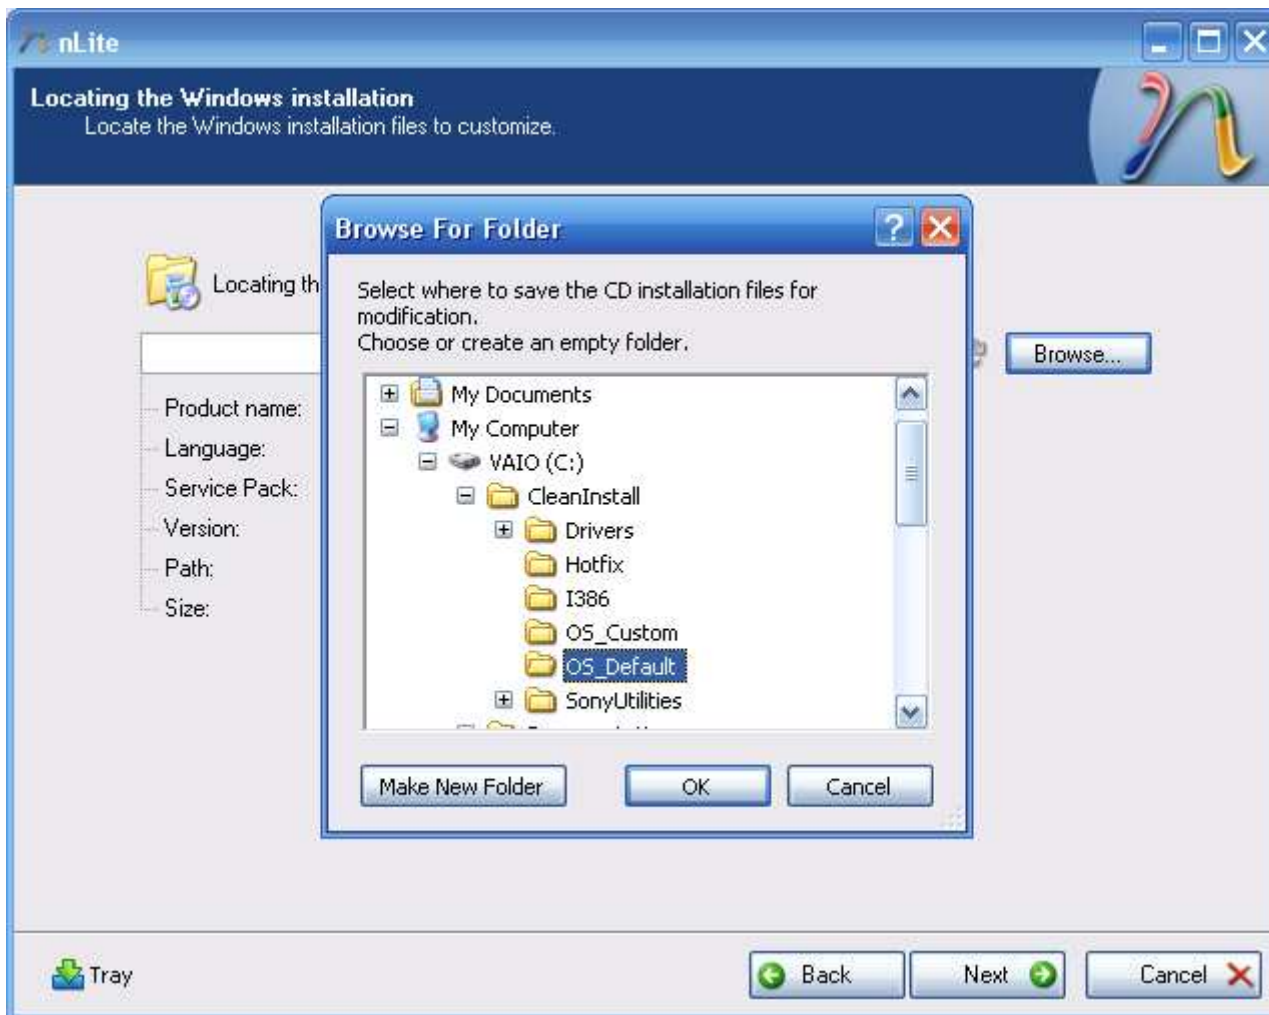 nLite
Locating the Windows installation
Locate the Windows installation files to customize.
Browse For Folder
Locating th
Select where to save the CD installation files for
modification.
Choose or create an empty folder.
Browse...
My Documents
My Computer
VAIO (C:)
CleanInstall
Drivers
Hotfix
I386
OS_Custom
OS_Default
SonyUtilities
Product name:
Language:
Service Pack:
Version:
Path:
Size:
Make New Folder
OK
Cancel
Tray
Back
Next
Cancel